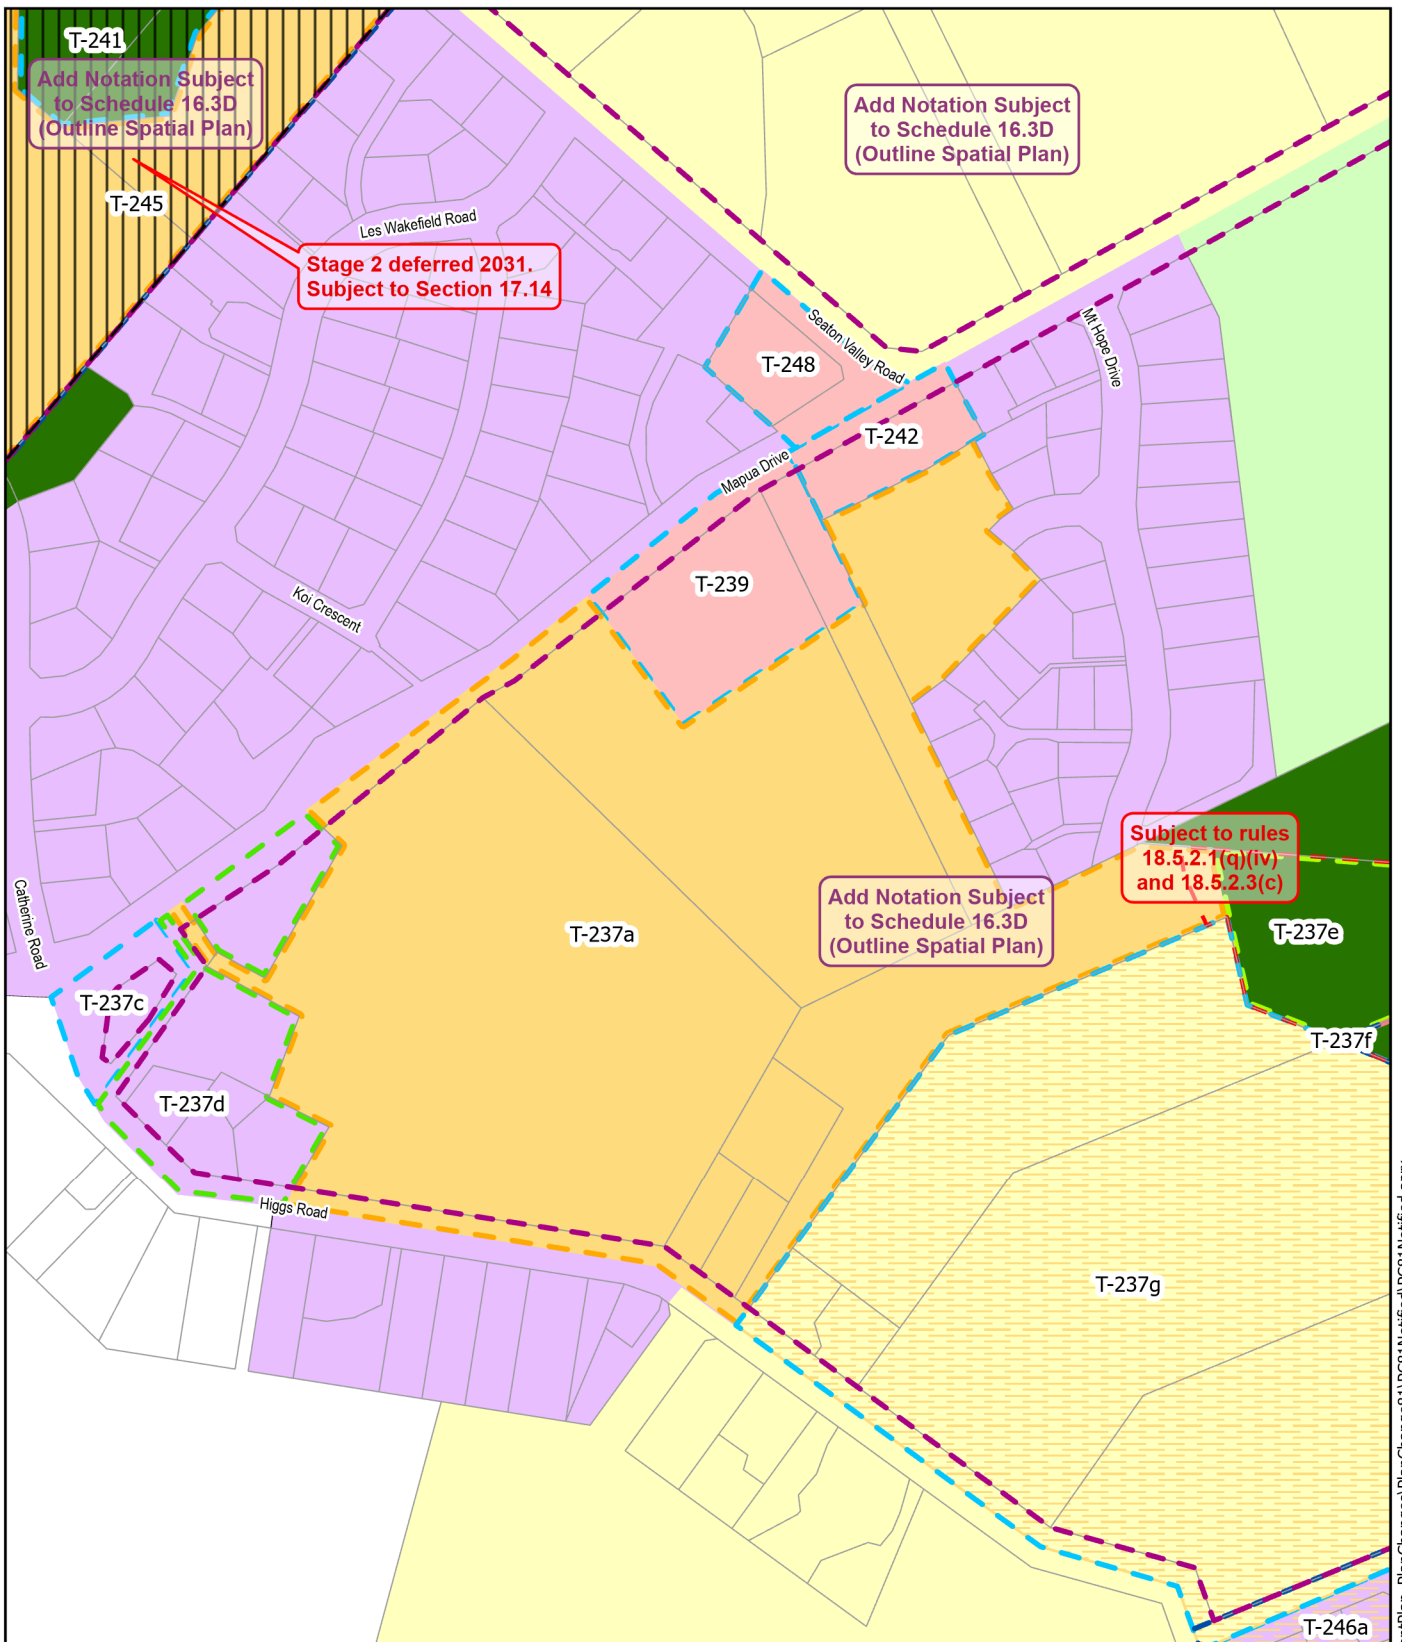 T-241
Add Notation Subject
to Schedule 16.3D
(Outline Spatial Plan)
T-245
Stage 2 deferred 2031.
Subject to Section 17.14
Les Wakefield Road
Add Notation Subject
to Schedule 16.3D
(Outline Spatial Plan)
Seaton Valley Road
Mt Hope Drive
T-248
T-242
Mapua Drive
T-239
Koi Crescent
Catherine Road
Subject to rules
18.5.2.1(q)(iv)
and 18.5.2.3(c)
Add Notation Subject
to Schedule 16.3D
(Outline Spatial Plan)
T-237a
T-237e
T-237c
T-237f
T-237d
Higgs Road
T-237g
T-246a